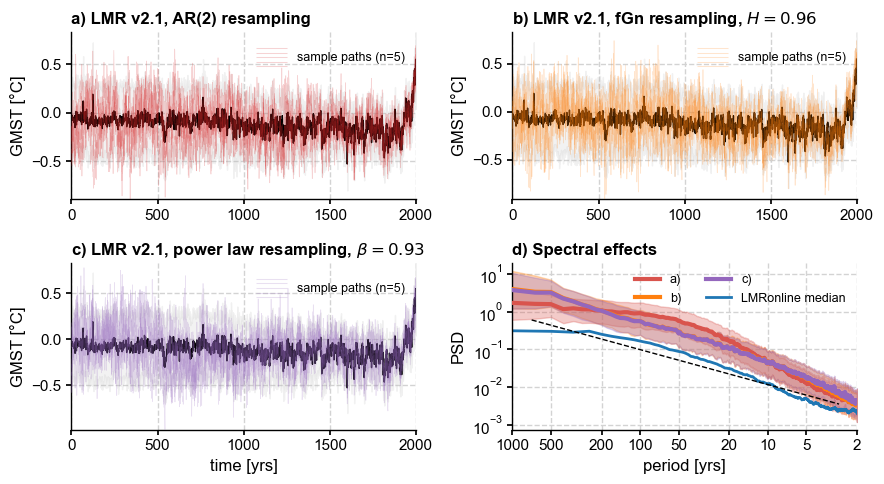 a) LMR v2.1, AR(2) resampling
GMST [°C]
0.5
0.0
−0.5
sample paths (n=5)
0 500 1000 1500 2000
b) LMR v2.1, fGn resampling, H = 0.96
GMST [°C]
0.5
0.0
−0.5
sample paths (n=5)
0 500 1000 1500 2000
c) LMR v2.1, power law resampling, β = 0.93
GMST [°C]
0.5
0.0
−0.5
sample paths (n=5)
0 500 1000 1500 2000
time [yrs]
d) Spectral effects
PSD
10¹
10⁰
10⁻¹
10⁻²
10⁻³
a) c)
b) LMRonline median
1000 500 200 100 50 20 10 5 2
period [yrs]